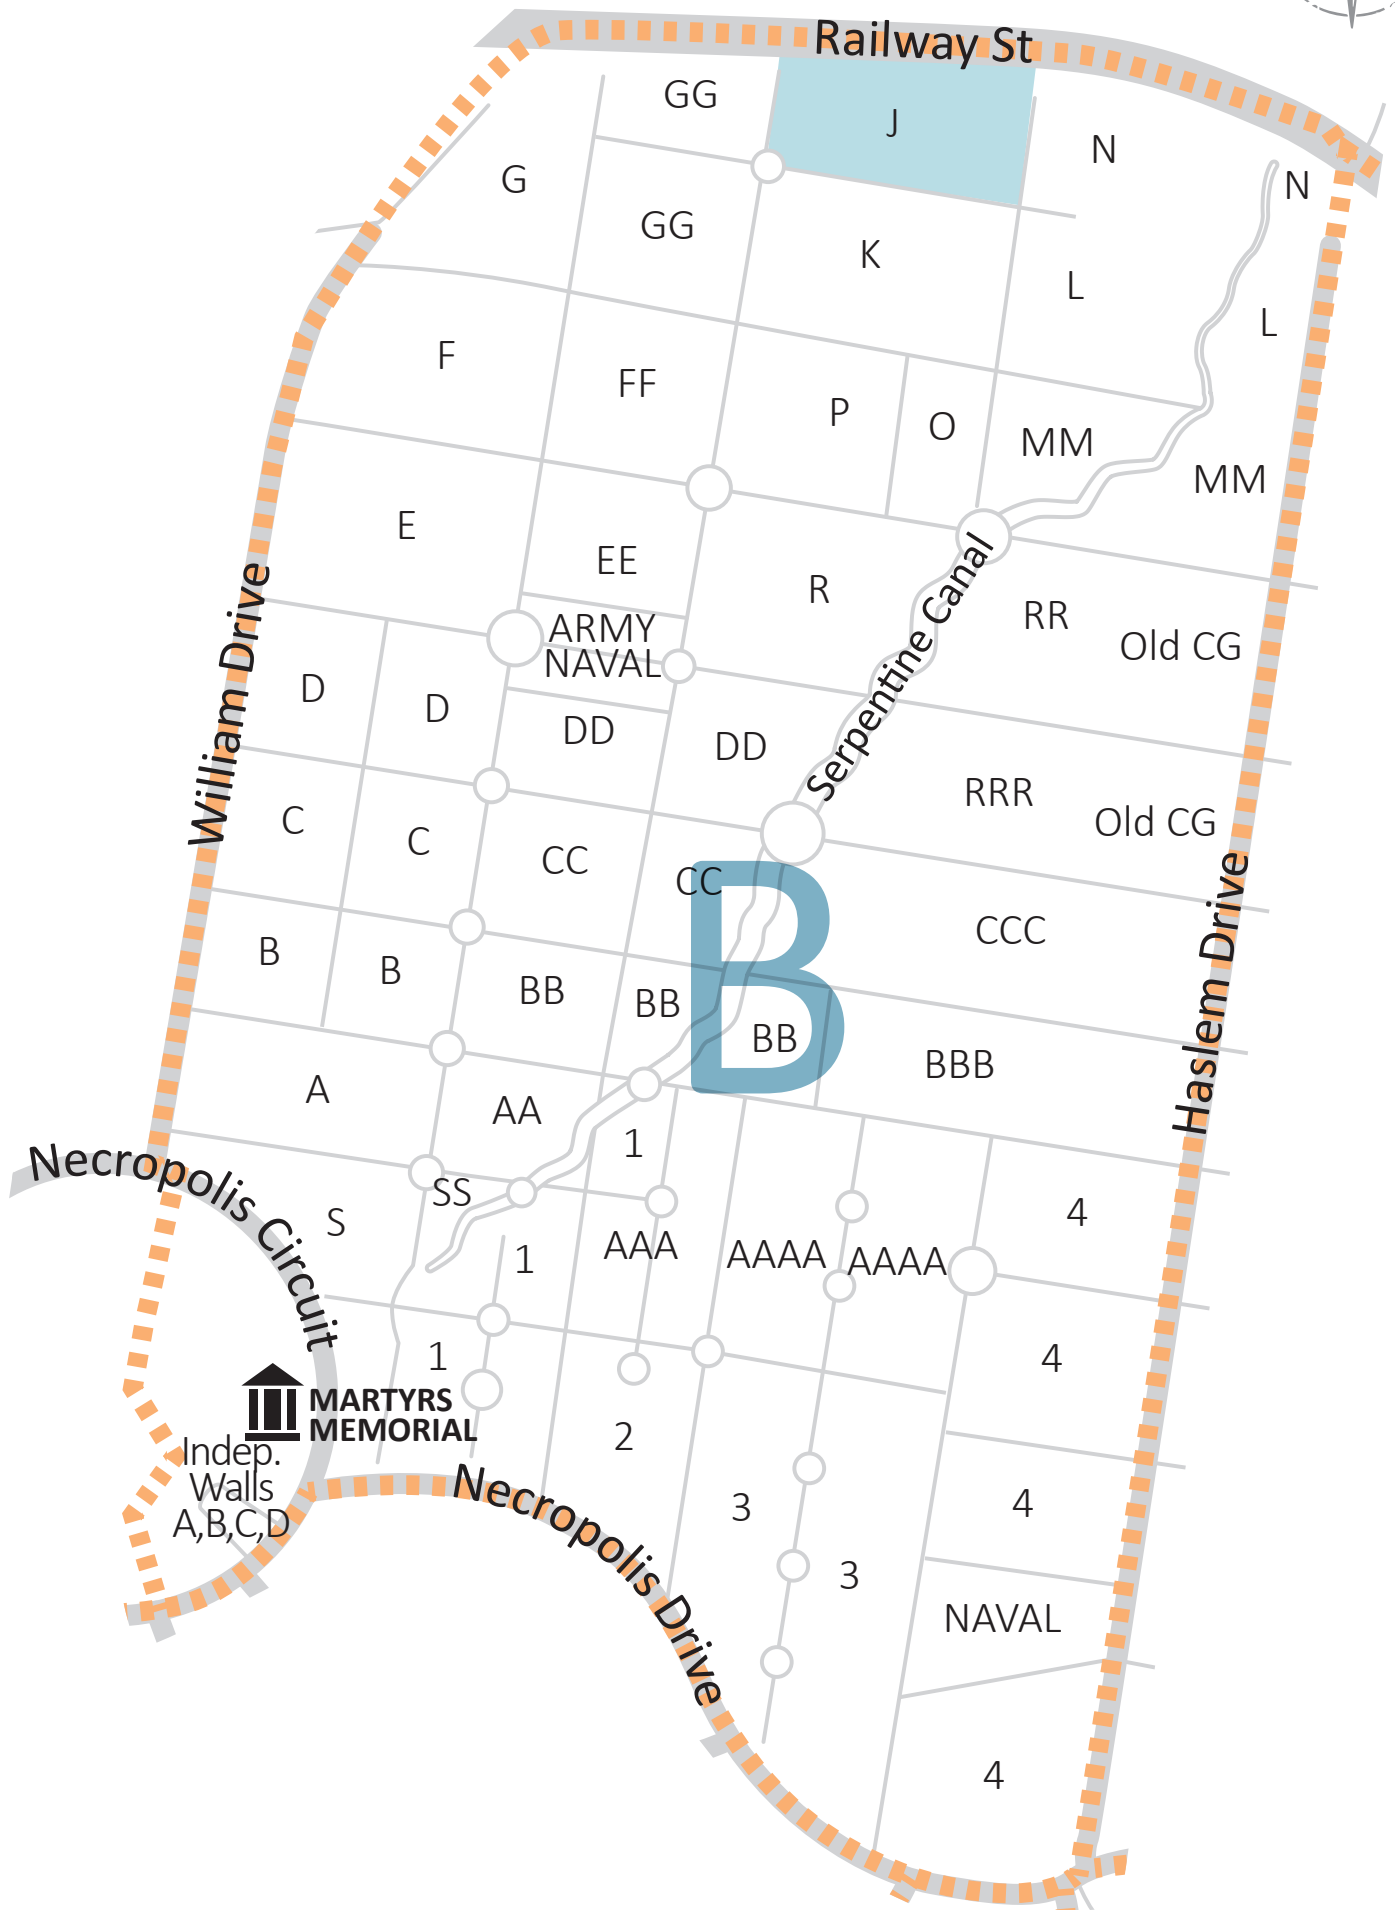 Railway St
GG
J
N
G
N
GG
K
L
L
F
FF
P
O
MM
MM
E
EE
R
RR
Old CG
ARMY
NAVAL
William Drive
Serpentine Canal
D
D
DD
DD
RRR
Old CG
C
C
CC
CC
B
CCC
Haslem Drive
B
B
BB
BB
BB
BBB
A
AA
1
Necropolis Circuit
S
SS
1
AAA
AAAA
AAAA
4
1
4
MARTYRS
MEMORIAL
2
Indep.
Walls
A,B,C,D
Necropolis Drive
3
4
3
NAVAL
4